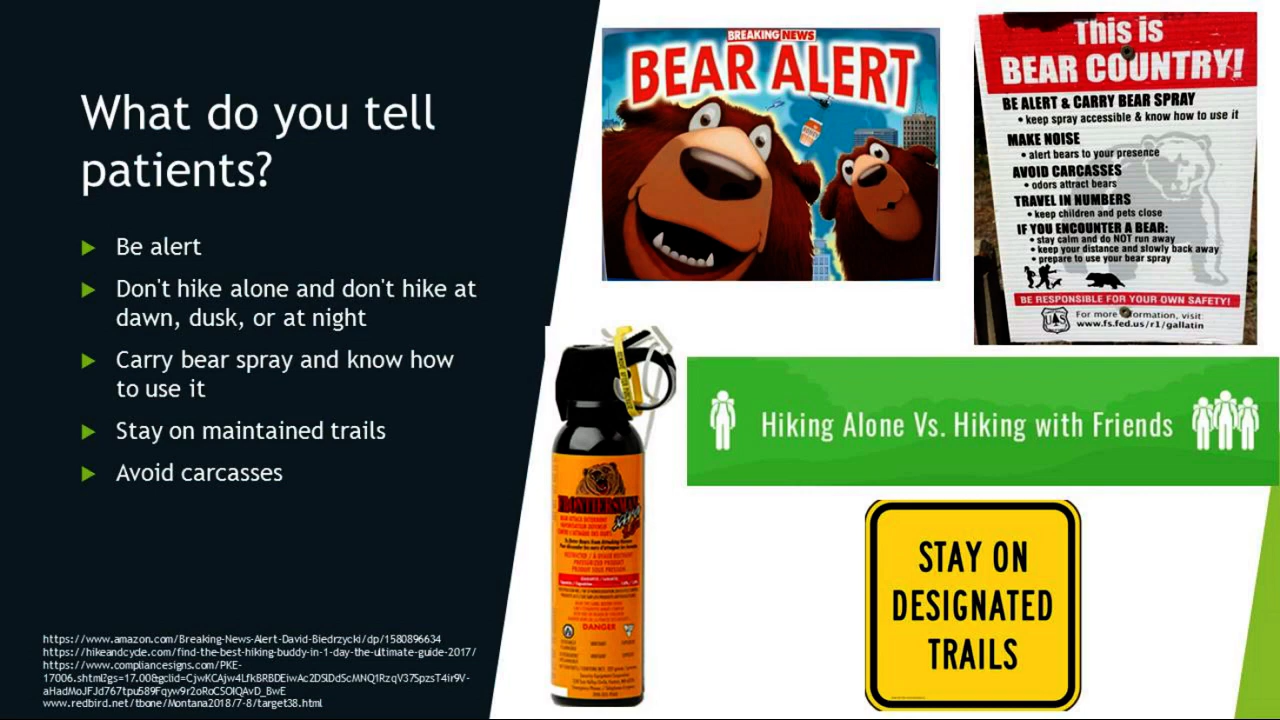 What do you tell
patients?
Be alert
Don't hike alone and don't hike at
dawn, dusk, or at night
Carry bear spray and know how
to use it
Stay on maintained trails
Avoid carcasses
https://www.amazon.com/Breaking-News-Alert-David-Biedrzycki/dp/1580896634
https://hikeandcycle.com/find-the-best-hiking-buddy-in-1-day-the-ultimate-guide-2017/
https://www.compliancesigns.com/PKE-
www.redbird.net/tbone/Montana2018/7-8/target38.html
BREAKING NEWS
BEAR ALERT
This is
BEAR COUNTRY!
BE ALERT & CARRY BEAR SPRAY
• keep spray accessible & know how to use it
MAKE NOISE
• alert bears to your presence
AVOID CARCASSES
• odors attract bears
TRAVEL IN NUMBERS
• keep children and pets close
IF YOU ENCOUNTER A BEAR:
• stay calm and do NOT run away
• keep your distance and slowly back away
• prepare to use your bear spray
BE RESPONSIBLE FOR YOUR OWN SAFETY!
For more information, visit:
www.fs.fed.us/r1/gallatin
Hiking Alone Vs. Hiking with Friends
FRONTIERSMAN
xtreme
DANGER
STAY ON
DESIGNATED
TRAILS